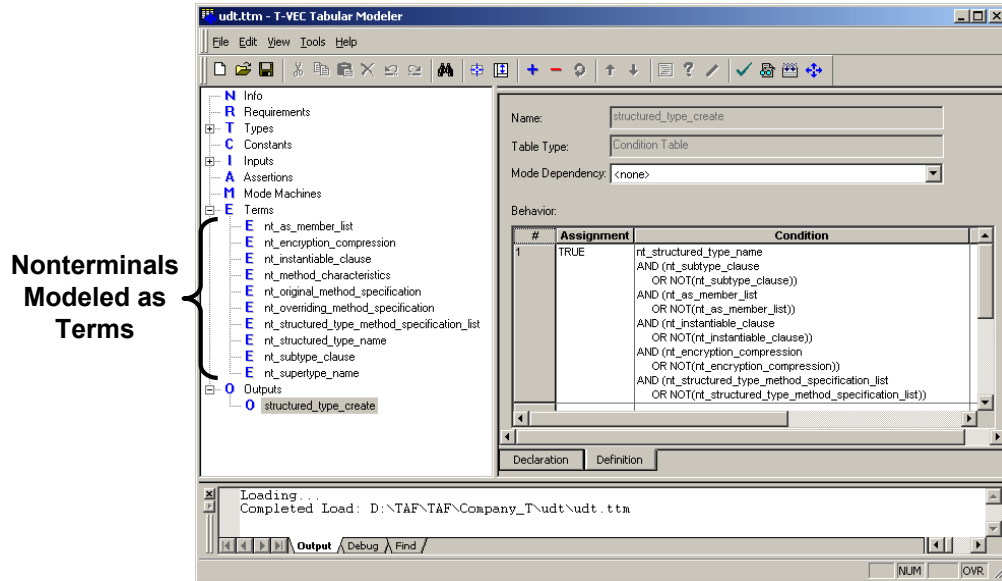 udt.ttm - T-VEC Tabular Modeler
File Edit View Tools Help
N Info
R Requirements
T Types
C Constants
I Inputs
A Assertions
M Mode Machines
E Terms
E nt_as_member_list
E nt_encryption_compression
E nt_instantiable_clause
E nt_method_characteristics
E nt_original_method_specification
E nt_overriding_method_specification
E nt_structured_type_method_specification_list
E nt_structured_type_name
E nt_subtype_clause
E nt_supertype_name
O Outputs
O structured_type_create
Nonterminals
Modeled as
Terms
Name: structured_type_create
Table Type: Condition Table
Mode Dependency: <none>
Behavior:
# Assignment Condition
1 TRUE nt_structured_type_name
AND (nt_subtype_clause
OR NOT(nt_subtype_clause))
AND (nt_as_member_list
OR NOT(nt_as_member_list))
AND (nt_instantiable_clause
OR NOT(nt_instantiable_clause))
AND (nt_encryption_compression
OR NOT(nt_encryption_compression))
AND (nt_structured_type_method_specification_list
OR NOT(nt_structured_type_method_specification_list))
Declaration Definition
Loading...
Completed Load: D:\TAF\TAF\Company_T\udt\udt.ttm
Output Debug Find
NUM OVR